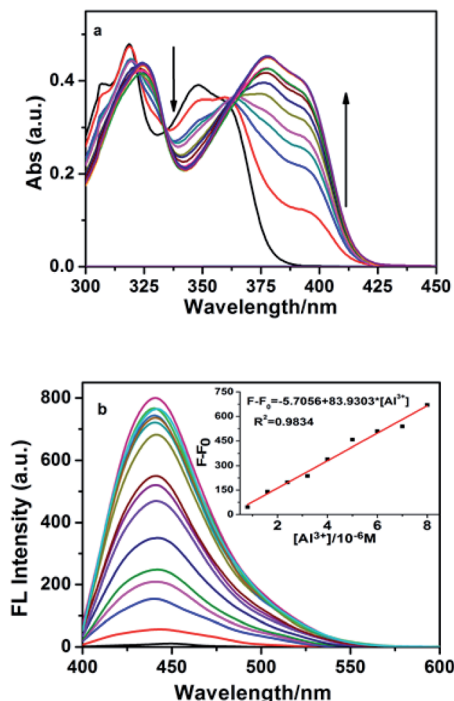 a
Abs (a.u.)
0.4
0.2
0.0
300 325 350 375 400 425 450
Wavelength/nm
b
FL Intensity (a.u.)
800
600
400
200
0
400 450 500 550 600
Wavelength/nm
F-F0=-5.7056+83.9303*[Al3+]
R2=0.9834
F-F0
750
600
450
300
150
0
2 4 6 8
[Al3+]/10-6M